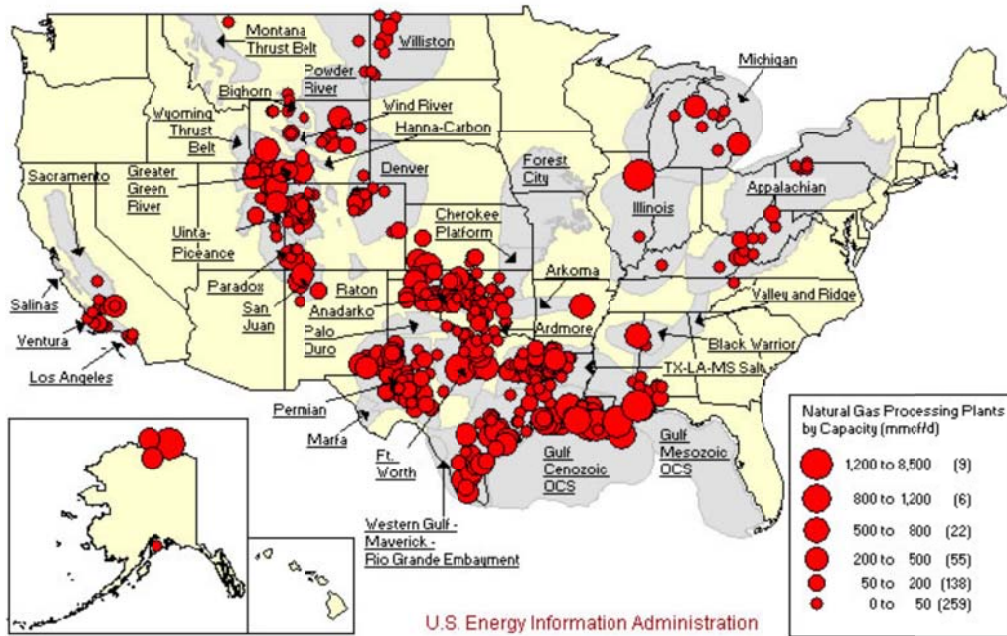 Montana
Thrust Belt
Williston
Michigan
Powder
River
Bighorn
Wind River
Wyoming
Thrust
Belt
Hanna-Carbon
Sacramento
Greater
Green
River
Denver
Forest
City
Appalachian
Illinois
Cherokee
Platform
Uinta-
Piceance
Arkoma
Paradox
Raton
Valley and Ridge
Salinas
San
Juan
Anadarko
Ventura
Palo
Duro
Ardmore
Black Warrior
Los Angeles
TX-LA-MS Salt
Permian
Marfa
Ft.
Worth
Gulf
Cenozoic
OCS
Gulf
Mesozoic
OCS
Western Gulf -
Maverick -
Rio Grande Embayment
Natural Gas Processing Plants
by Capacity (mmcf/d)
1,200 to 8,500 (9)
800 to 1,200 (6)
500 to 800 (22)
200 to 500 (55)
50 to 200 (138)
0 to 50 (259)
U.S. Energy Information Administration